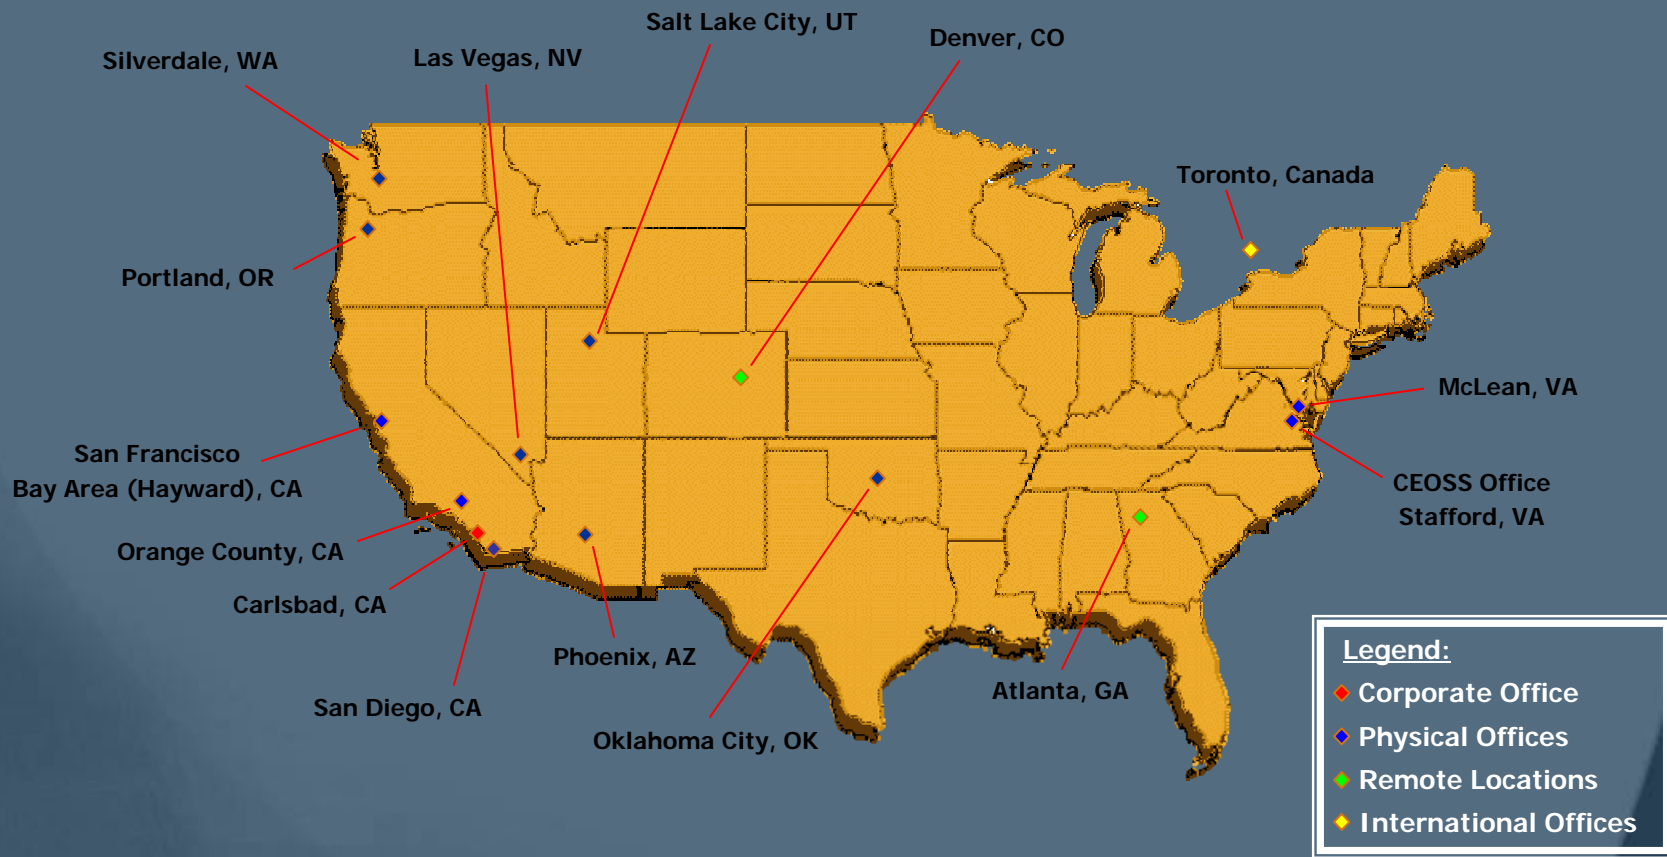 Salt Lake City, UT
Denver, CO
Silverdale, WA
Las Vegas, NV
Toronto, Canada
Portland, OR
McLean, VA
San Francisco
Bay Area (Hayward), CA
CEOSS Office
Stafford, VA
Orange County, CA
Carlsbad, CA
Phoenix, AZ
San Diego, CA
Atlanta, GA
Oklahoma City, OK
Legend:
Corporate Office
Physical Offices
Remote Locations
International Offices